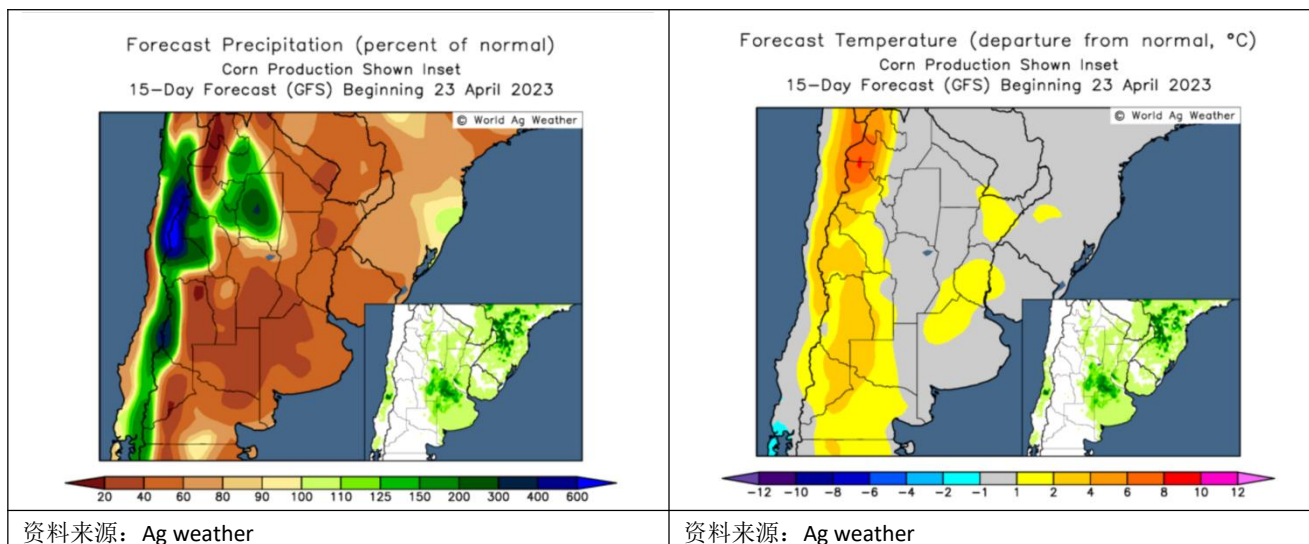 Forecast Precipitation (percent of normal)
Corn Production Shown Inset
15-Day Forecast (GFS) Beginning 23 April 2023
© World Ag Weather
20 40 60 80 90 100 110 125 150 200 300 400 600
资料来源：Ag weather
Forecast Temperature (departure from normal, °C)
Corn Production Shown Inset
15-Day Forecast (GFS) Beginning 23 April 2023
© World Ag Weather
-12 -10 -8 -6 -4 -2 -1 1 2 4 6 8 10 12
资料来源：Ag weather